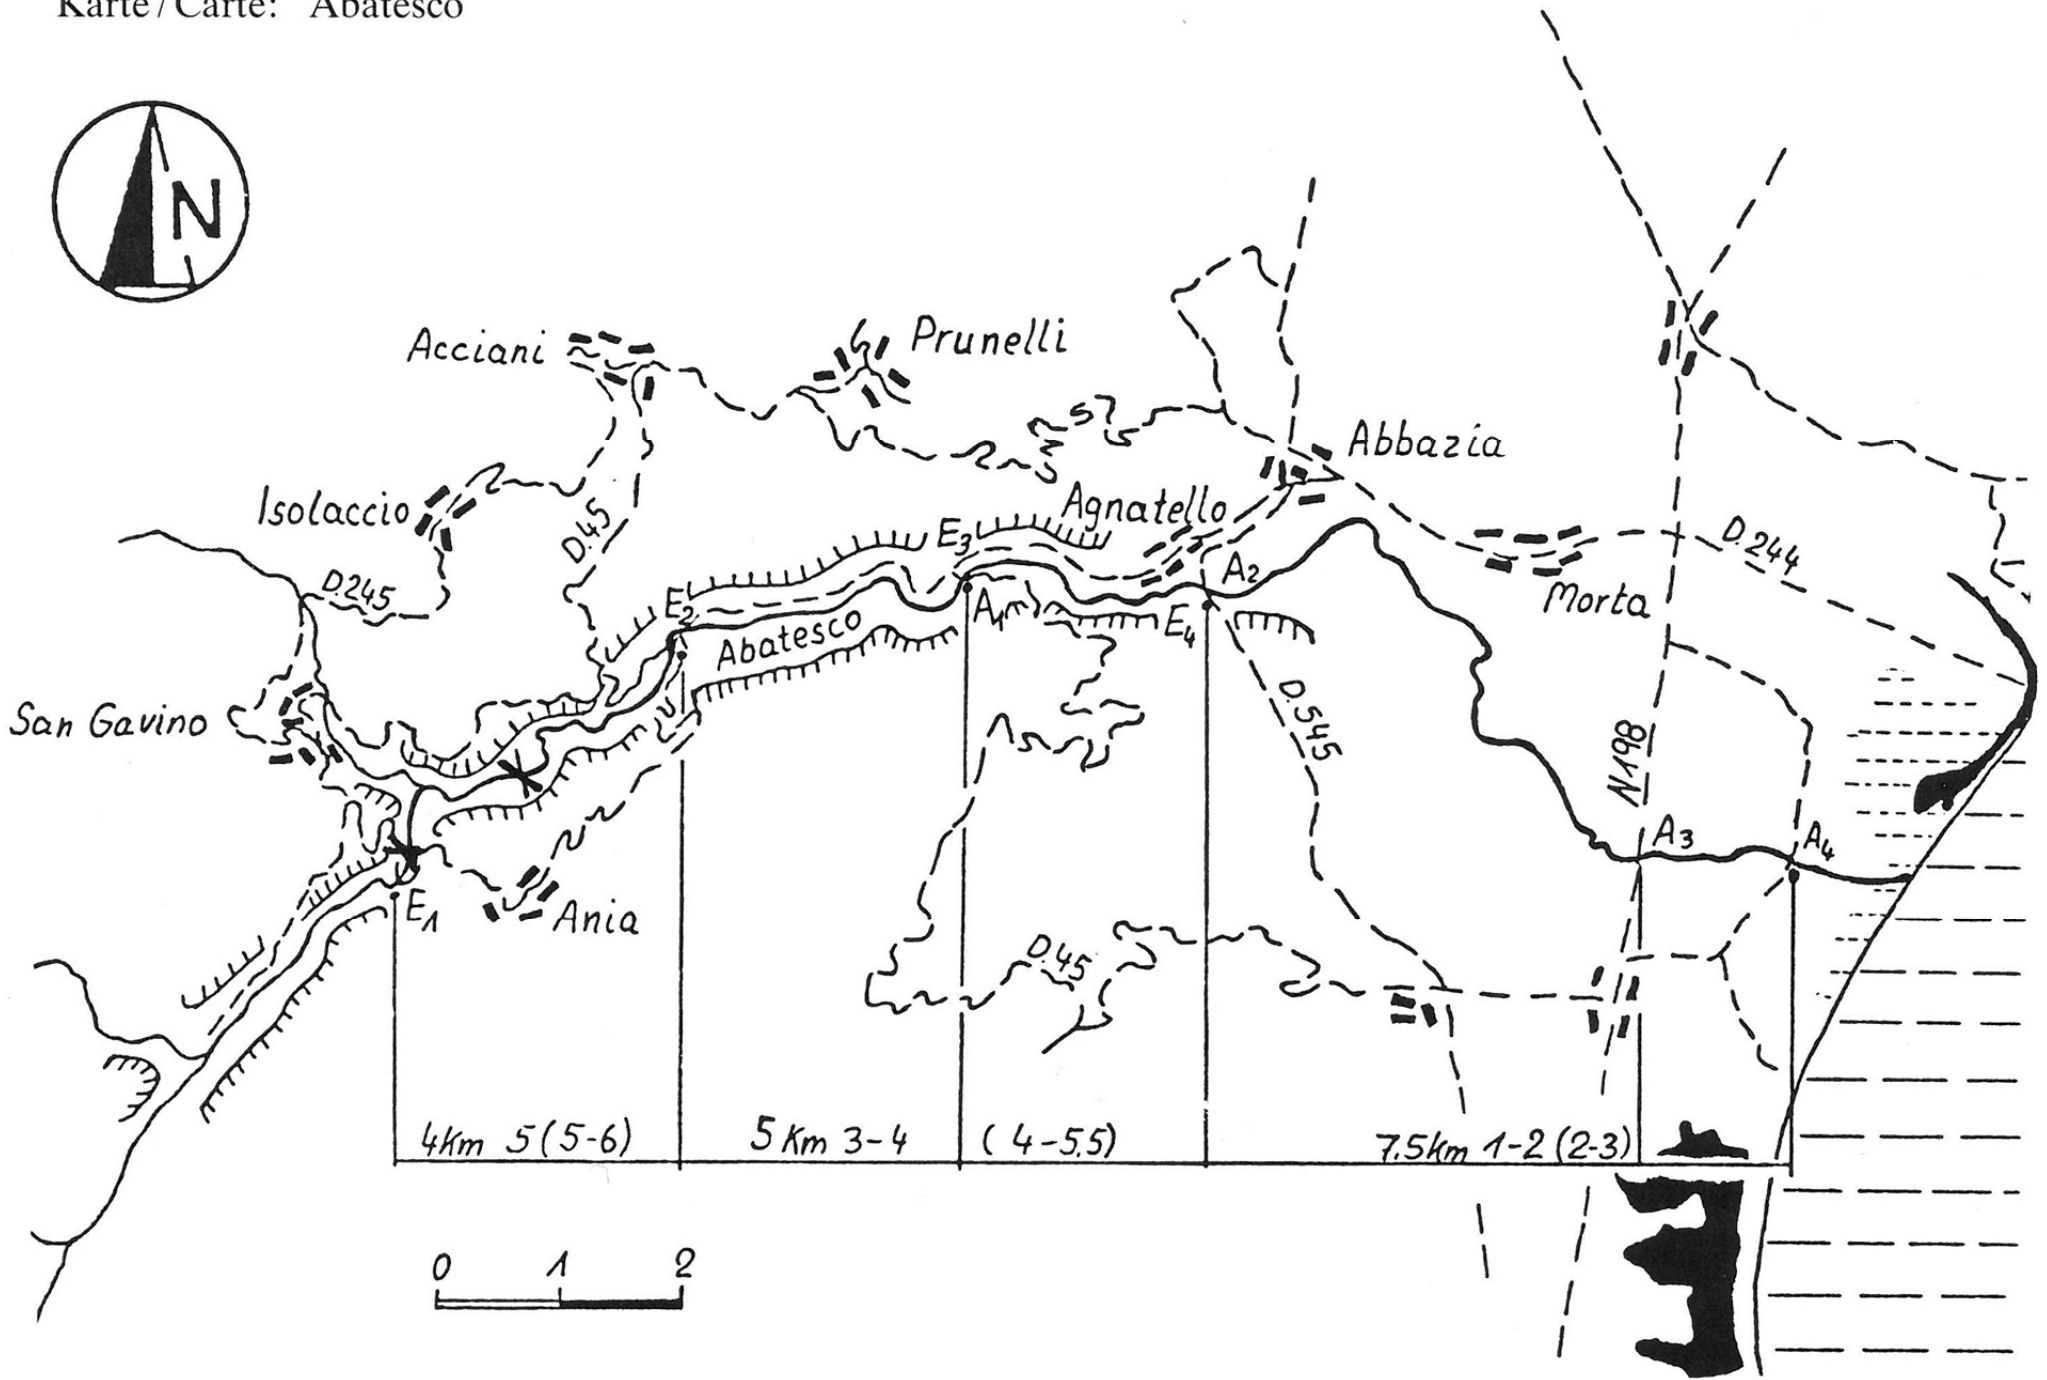 Karte / Carte: Abatesco
N
Acciani
Prunelli
Abbazia
Isolaccio
Agnatello
D.45
E3
D.244
D.245
E2
A2
A1
E4
Morta
Abatesco
San Gavino
D.545
N198
A3
A4
E1
Ania
D.45
4Km 5 (5-6)
5 Km 3-4
(4-5.5)
7.5km 1-2 (2-3)
0 1 2